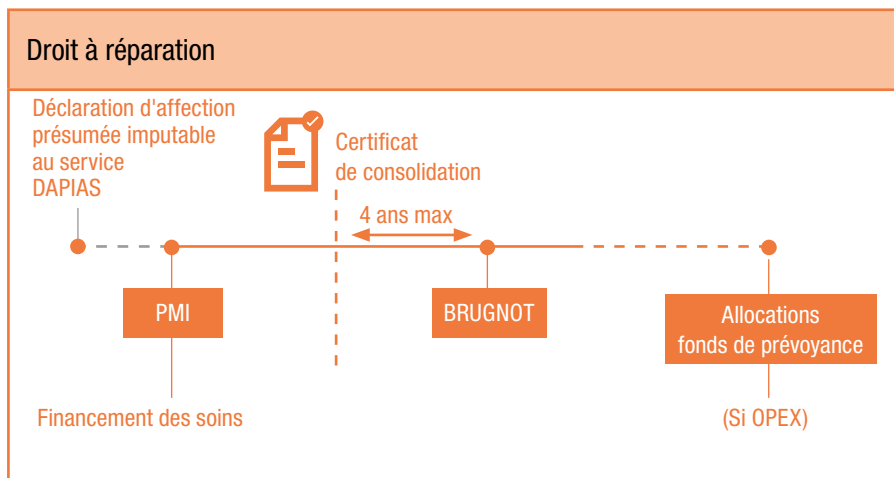 Droit à réparation
Déclaration d'affection
présumée imputable
au service
DAPIAS
Certificat
de consolidation
4 ans max
PMI
BRUGNOT
Allocations
fonds de prévoyance
Financement des soins
(Si OPEX)